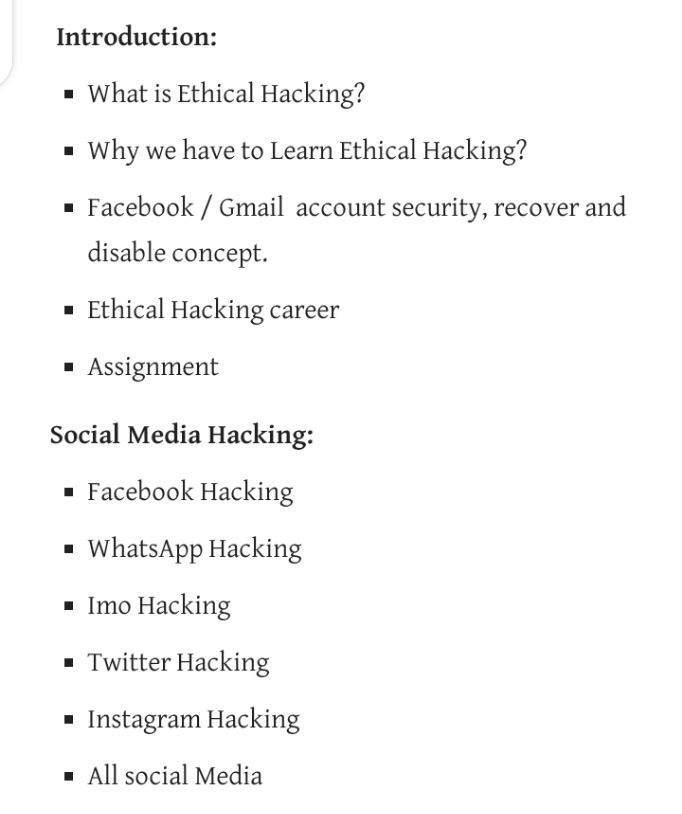 Introduction:
▪ What is Ethical Hacking?
▪ Why we have to Learn Ethical Hacking?
▪ Facebook / Gmail  account security, recover and
disable concept.
▪ Ethical Hacking career
▪ Assignment
Social Media Hacking:
▪ Facebook Hacking
▪ WhatsApp Hacking
▪ Imo Hacking
▪ Twitter Hacking
▪ Instagram Hacking
▪ All social Media